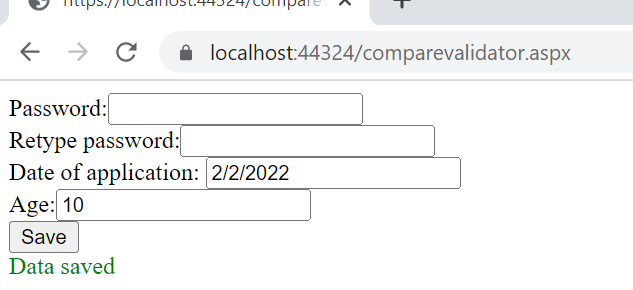 https://localhost:44324/compare
localhost:44324/comparevalidator.aspx
Password:
Retype password:
Date of application: 2/2/2022
Age: 10
Save
Data saved